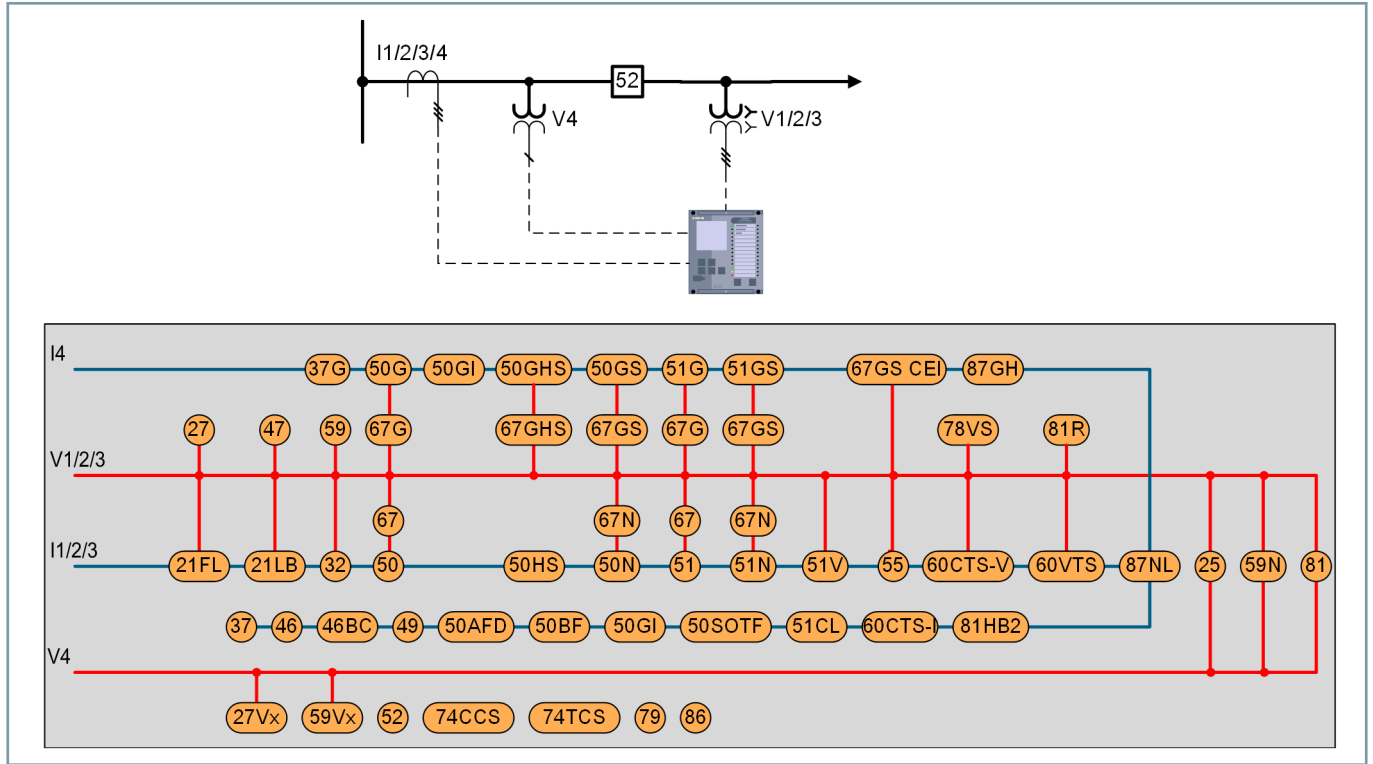 I1/2/3/4
52
V4
V1/2/3
I4
37G 50G 50GI 50GHS 50GS 51G 51GS 67GS CEI 87GH
27 47 59 67G 67GHS 67GS 67G 67GS 78VS 81R
V1/2/3
67 67N 67 67N
I1/2/3
21FL 21LB 32 50 50HS 50N 51 51N 51V 55 60CTS-V 60VTS 87NL 25 59N 81
37 46 46BC 49 50AFD 50BF 50GI 50SOTF 51CL 60CTS-I 81HB2
V4
27Vx 59Vx 52 74CCS 74TCS 79 86